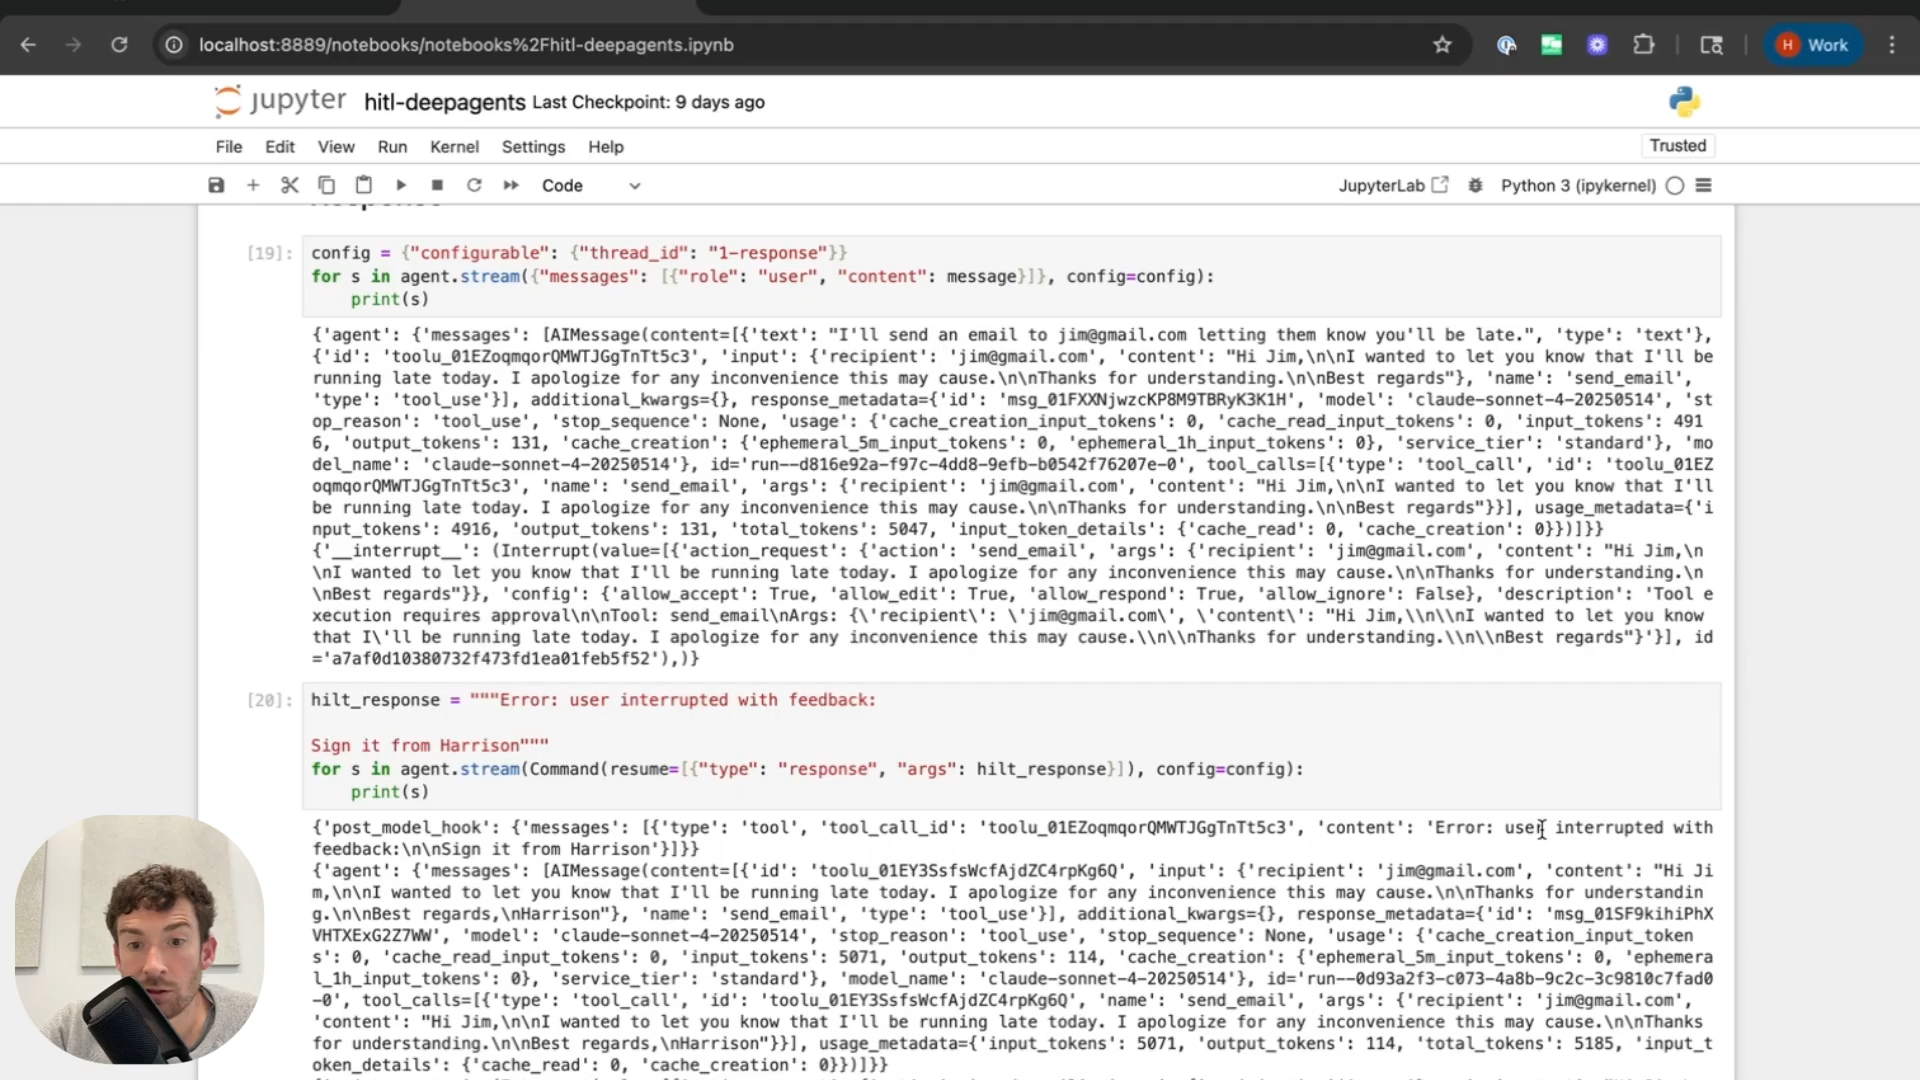 localhost:8889/notebooks/notebooks%2Fhitl-deepagents.ipynb
H Work
jupyter hitl-deepagents Last Checkpoint: 9 days ago
File Edit View Run Kernel Settings Help
Trusted
Code
JupyterLab
Python 3 (ipykernel)
Response
[19]:
config = {"configurable": {"thread_id": "1-response"}}
for s in agent.stream({"messages": [{"role": "user", "content": message}]}, config=config):
    print(s)
{'agent': {'messages': [AIMessage(content=[{'text': "I'll send an email to jim@gmail.com letting them know you'll be late.", 'type': 'text'},
{'id': 'toolu_01EZoqmqorQMWTJGgTnTt5c3', 'input': {'recipient': 'jim@gmail.com', 'content': "Hi Jim,\n\nI wanted to let you know that I'll be
running late today. I apologize for any inconvenience this may cause.\n\nThanks for understanding.\n\nBest regards"}, 'name': 'send_email',
'type': 'tool_use'}], additional_kwargs={}, response_metadata={'id': 'msg_01FXXNjwzcKP8M9TBRyK3K1H', 'model': 'claude-sonnet-4-20250514', 'st
op_reason': 'tool_use', 'stop_sequence': None, 'usage': {'cache_creation_input_tokens': 0, 'cache_read_input_tokens': 0, 'input_tokens': 491
6, 'output_tokens': 131, 'cache_creation': {'ephemeral_5m_input_tokens': 0, 'ephemeral_1h_input_tokens': 0}, 'service_tier': 'standard'}, 'mo
del_name': 'claude-sonnet-4-20250514'}, id='run--d816e92a-f97c-4dd8-9efb-b0542f76207e-0', tool_calls=[{'type': 'tool_call', 'id': 'toolu_01EZ
oqmqorQMWTJGgTnTt5c3', 'name': 'send_email', 'args': {'recipient': 'jim@gmail.com', 'content': "Hi Jim,\n\nI wanted to let you know that I'll
be running late today. I apologize for any inconvenience this may cause.\n\nThanks for understanding.\n\nBest regards"}}], usage_metadata={'i
nput_tokens': 4916, 'output_tokens': 131, 'total_tokens': 5047, 'input_token_details': {'cache_read': 0, 'cache_creation': 0}})]}}
{'__interrupt__': (Interrupt(value=[{'action_request': {'action': 'send_email', 'args': {'recipient': 'jim@gmail.com', 'content': "Hi Jim,\n
\nI wanted to let you know that I'll be running late today. I apologize for any inconvenience this may cause.\n\nThanks for understanding.\n
\nBest regards"}}, 'config': {'allow_accept': True, 'allow_edit': True, 'allow_respond': True, 'allow_ignore': False}, 'description': 'Tool e
xecution requires approval\n\nTool: send_email\nArgs: {\'recipient\': \'jim@gmail.com\', \'content\': "Hi Jim,\\n\\nI wanted to let you know
that I\'ll be running late today. I apologize for any inconvenience this may cause.\\n\\nThanks for understanding.\\n\\nBest regards"}'}], id
='a7af0d10380732f473fd1ea01feb5f52'),)}
[20]:
hilt_response = """Error: user interrupted with feedback:
Sign it from Harrison"""
for s in agent.stream(Command(resume=[{"type": "response", "args": hilt_response}]), config=config):
    print(s)
{'post_model_hook': {'messages': [{'type': 'tool', 'tool_call_id': 'toolu_01EZoqmqorQMWTJGgTnTt5c3', 'content': 'Error: user interrupted with
feedback:\n\nSign it from Harrison'}]}}
{'agent': {'messages': [AIMessage(content=[{'id': 'toolu_01EY3SsfsWcfAjdZC4rpKg6Q', 'input': {'recipient': 'jim@gmail.com', 'content': "Hi Ji
m,\n\nI wanted to let you know that I'll be running late today. I apologize for any inconvenience this may cause.\n\nThanks for understandin
g.\n\nBest regards,\nHarrison"}, 'name': 'send_email', 'type': 'tool_use'}], additional_kwargs={}, response_metadata={'id': 'msg_01SF9kihiPhX
VHTXExG2Z7WW', 'model': 'claude-sonnet-4-20250514', 'stop_reason': 'tool_use', 'stop_sequence': None, 'usage': {'cache_creation_input_token
s': 0, 'cache_read_input_tokens': 0, 'input_tokens': 5071, 'output_tokens': 114, 'cache_creation': {'ephemeral_5m_input_tokens': 0, 'ephemera
l_1h_input_tokens': 0}, 'service_tier': 'standard'}, 'model_name': 'claude-sonnet-4-20250514'}, id='run--0d93a2f3-c073-4a8b-9c2c-3c9810c7fad0
-0', tool_calls=[{'type': 'tool_call', 'id': 'toolu_01EY3SsfsWcfAjdZC4rpKg6Q', 'name': 'send_email', 'args': {'recipient': 'jim@gmail.com',
'content': "Hi Jim,\n\nI wanted to let you know that I'll be running late today. I apologize for any inconvenience this may cause.\n\nThanks
for understanding.\n\nBest regards,\nHarrison"}}], usage_metadata={'input_tokens': 5071, 'output_tokens': 114, 'total_tokens': 5185, 'input_t
oken_details': {'cache_read': 0, 'cache_creation': 0}})]}}